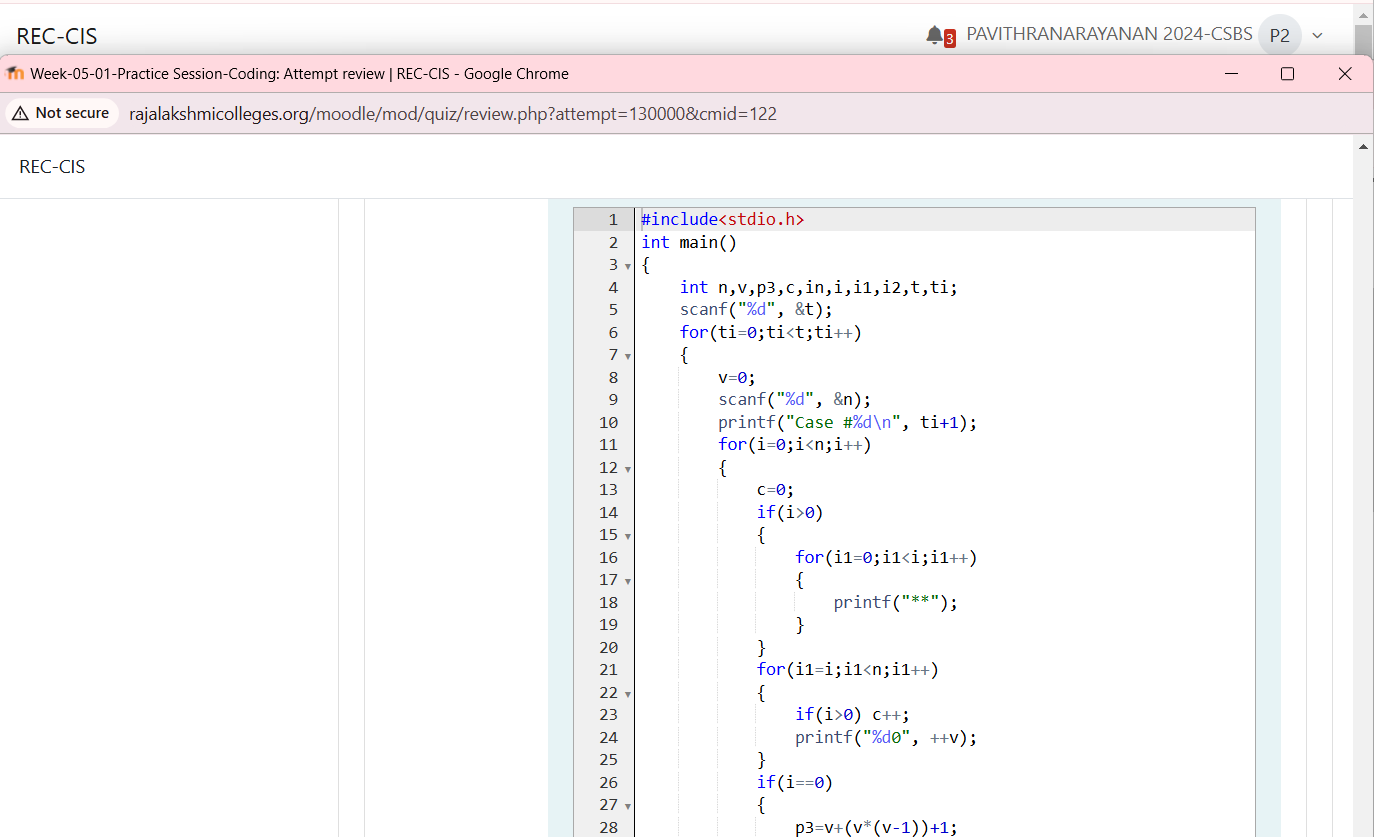 REC-CIS
3 PAVITHRANARAYANAN 2024-CSBS P2
Week-05-01-Practice Session-Coding: Attempt review | REC-CIS - Google Chrome
Not secure rajalakshmicolleges.org/moodle/mod/quiz/review.php?attempt=130000&cmid=122
REC-CIS
1 #include<stdio.h>
2 int main()
3 {
4 int n,v,p3,c,in,i,i1,i2,t,ti;
5 scanf("%d", &t);
6 for(ti=0;ti<t;ti++)
7 {
8 v=0;
9 scanf("%d", &n);
10 printf("Case #%d\n", ti+1);
11 for(i=0;i<n;i++)
12 {
13 c=0;
14 if(i>0)
15 {
16 for(i1=0;i1<i;i1++)
17 {
18 printf("**");
19 }
20 }
21 for(i1=i;i1<n;i1++)
22 {
23 if(i>0) c++;
24 printf("%d0", ++v);
25 }
26 if(i==0)
27 {
28 p3=v+(v*(v-1))+1;